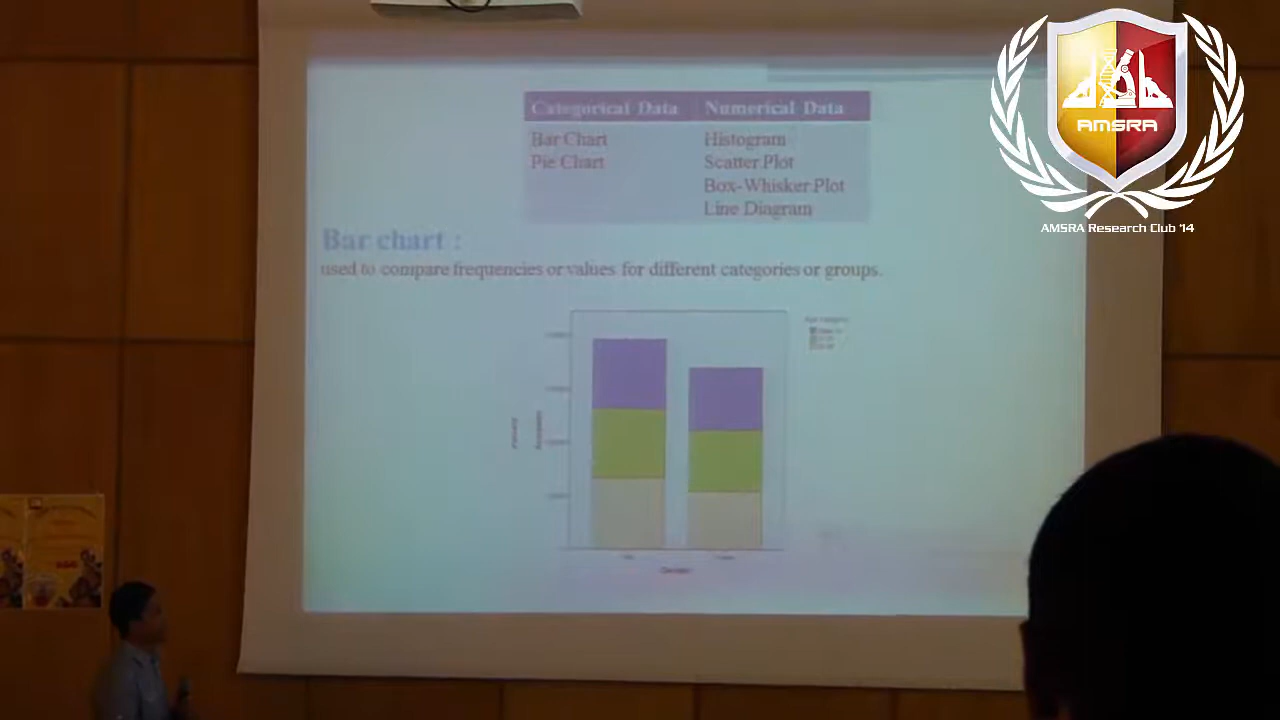 Categorical Data Numerical Data
Bar Chart Histogram
Pie Chart Scatter Plot
Box-Whisker Plot
Line Diagram
Bar chart :
used to compare frequencies or values for different categories or groups.
Gender
AMSRA
AMSRA Research Club '14